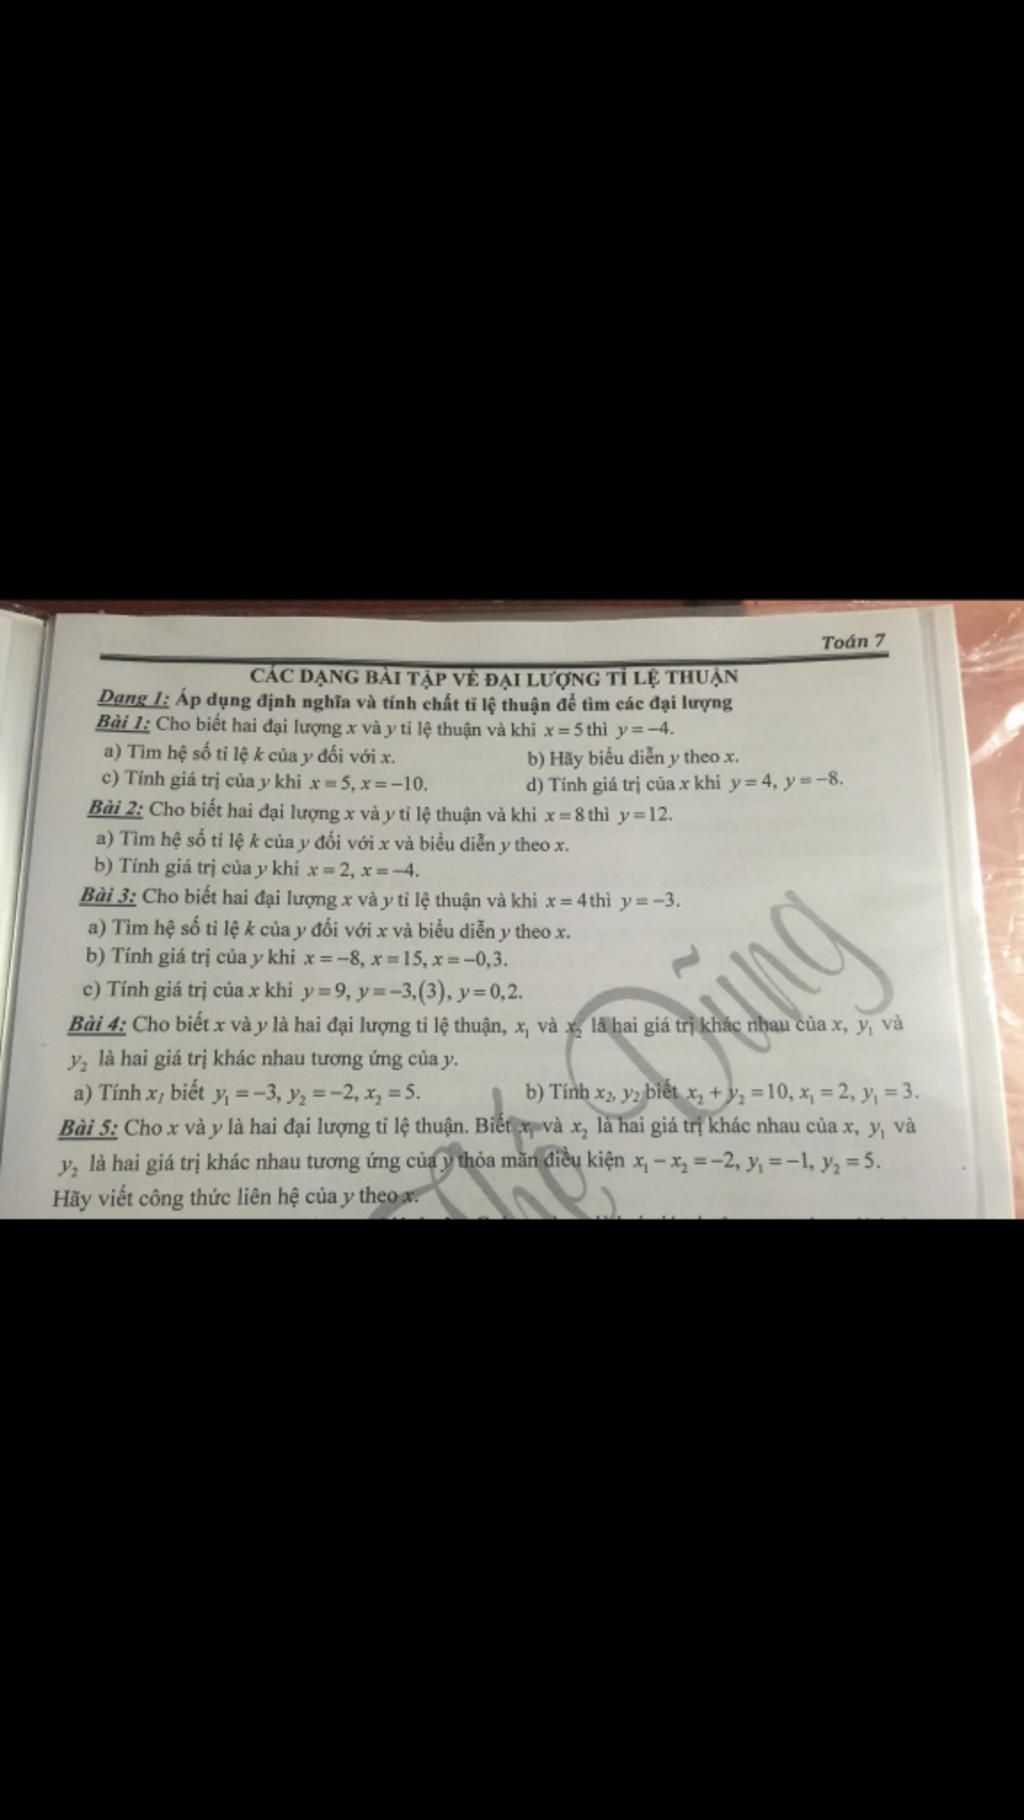 Toán 7
CÁC DẠNG BÀI TẬP VỀ ĐẠI LƯỢNG TỈ LỆ THUẬN
Dạng 1: Áp dụng định nghĩa và tính chất tỉ lệ thuận để tìm các đại lượng
Bài 1: Cho biết hai đại lượng x và y tỉ lệ thuận và khi x = 5 thì y = −4.
a) Tìm hệ số tỉ lệ k của y đối với x. b) Hãy biểu diễn y theo x.
c) Tính giá trị của y khi x = 5, x = −10. d) Tính giá trị của x khi y = 4, y = −8.
Bài 2: Cho biết hai đại lượng x và y tỉ lệ thuận và khi x = 8 thì y = 12.
a) Tìm hệ số tỉ lệ k của y đối với x và biểu diễn y theo x.
b) Tính giá trị của y khi x = 2, x = −4.
Bài 3: Cho biết hai đại lượng x và y tỉ lệ thuận và khi x = 4 thì y = −3.
a) Tìm hệ số tỉ lệ k của y đối với x và biểu diễn y theo x.
b) Tính giá trị của y khi x = −8, x = 15, x = −0,3.
c) Tính giá trị của x khi y = 9, y = −3,(3), y = 0,2.
Bài 4: Cho biết x và y là hai đại lượng tỉ lệ thuận, x₁ và x₂ là hai giá trị khác nhau của x, y₁ và
y₂ là hai giá trị khác nhau tương ứng của y.
a) Tính x₁ biết y₁ = −3, y₂ = −2, x₂ = 5. b) Tính x₂, y₂ biết x₂ + y₂ = 10, x₁ = 2, y₁ = 3.
Bài 5: Cho x và y là hai đại lượng tỉ lệ thuận. Biết x₁ và x₂ là hai giá trị khác nhau của x, y₁ và
y₂ là hai giá trị khác nhau tương ứng của y thỏa mãn điều kiện x₁ − x₂ = −2, y₁ = −1, y₂ = 5.
Hãy viết công thức liên hệ của y theo x.
Thế Dũng